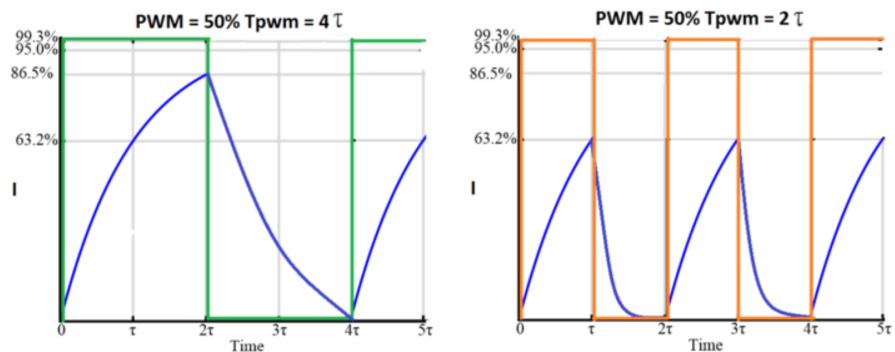 PWM = 50% Tpwm = 4 τ
99.3%
95.0%
86.5%
63.2%
I
0 τ 2τ 3τ 4τ 5τ
Time
PWM = 50% Tpwm = 2 τ
99.3%
95.0%
86.5%
63.2%
I
0 τ 2τ 3τ 4τ 5τ
Time